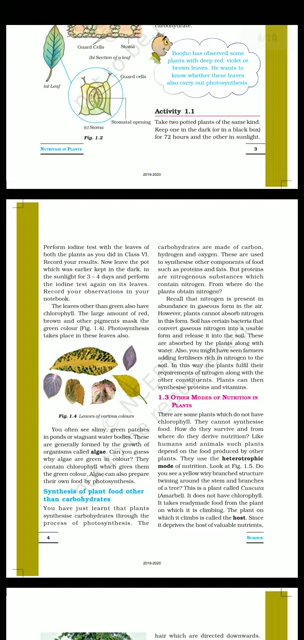 carbohydrate.
Guard Cells
Stoma
(b) Section of a leaf
Guard cells
(a) Leaf
Stomatal opening
(c) Stoma
Fig. 1.2
Boojho has observed some
plants with deep red, violet or
brown leaves. He wants to
know whether these leaves
also carry out photosynthesis.
Activity 1.1
Take two potted plants of the same kind.
Keep one in the dark (or in a black box)
for 72 hours and the other in sunlight.
NUTRITION IN PLANTS
3
2019-2020
Perform iodine test with the leaves of
both the plants as you did in Class VI.
Record your results. Now leave the pot
which was earlier kept in the dark, in
the sunlight for 3 – 4 days and perform
the iodine test again on its leaves.
Record your observations in your
notebook.
The leaves other than green also have
chlorophyll. The large amount of red,
brown and other pigments mask the
green colour (Fig. 1.4). Photosynthesis
takes place in these leaves also.
Fig. 1.4 Leaves of various colours
You often see slimy, green patches
in ponds or stagnant water bodies. These
are generally formed by the growth of
organisms called algae. Can you guess
why algae are green in colour? They
contain chlorophyll which gives them
the green colour. Algae can also prepare
their own food by photosynthesis.
Synthesis of plant food other
than carbohydrates
You have just learnt that plants
synthesise carbohydrates through the
process of photosynthesis. The
carbohydrates are made of carbon,
hydrogen and oxygen. These are used
to synthesise other components of food
such as proteins and fats. But proteins
are nitrogenous substances which
contain nitrogen. From where do the
plants obtain nitrogen?
Recall that nitrogen is present in
abundance in gaseous form in the air.
However, plants cannot absorb nitrogen
in this form. Soil has certain bacteria that
convert gaseous nitrogen into a usable
form and release it into the soil. These
are absorbed by the plants along with
water. Also, you might have seen farmers
adding fertilisers rich in nitrogen to the
soil. In this way the plants fulfil their
requirements of nitrogen along with the
other constituents. Plants can then
synthesise proteins and vitamins.
1.3 OTHER MODES OF NUTRITION IN
PLANTS
There are some plants which do not have
chlorophyll. They cannot synthesise
food. How do they survive and from
where do they derive nutrition? Like
humans and animals such plants
depend on the food produced by other
plants. They use the heterotrophic
mode of nutrition. Look at Fig. 1.5. Do
you see a yellow wiry branched structure
twining around the stem and branches
of a tree? This is a plant called Cuscuta
(Amarbel). It does not have chlorophyll.
It takes readymade food from the plant
on which it is climbing. The plant on
which it climbs is called the host. Since
it deprives the host of valuable nutrients,
4
SCIENCE
2019-2020
hair which are directed downwards.